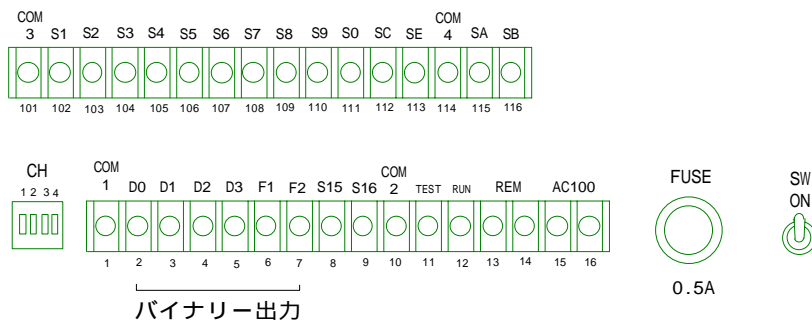 COM COM
3 S1 S2 S3 S4 S5 S6 S7 S8 S9 S0 SC SE 4 SA SB
101 102 103 104 105 106 107 108 109 110 111 112 113 114 115 116
CH COM COM FUSE SW
1 D0 D1 D2 D3 F1 F2 S15 S16 2 TEST RUN REM AC100 ON
1 2 3 4
1 2 3 4 5 6 7 8 9 10 11 12 13 14 15 16
0.5A
バイナリー出力